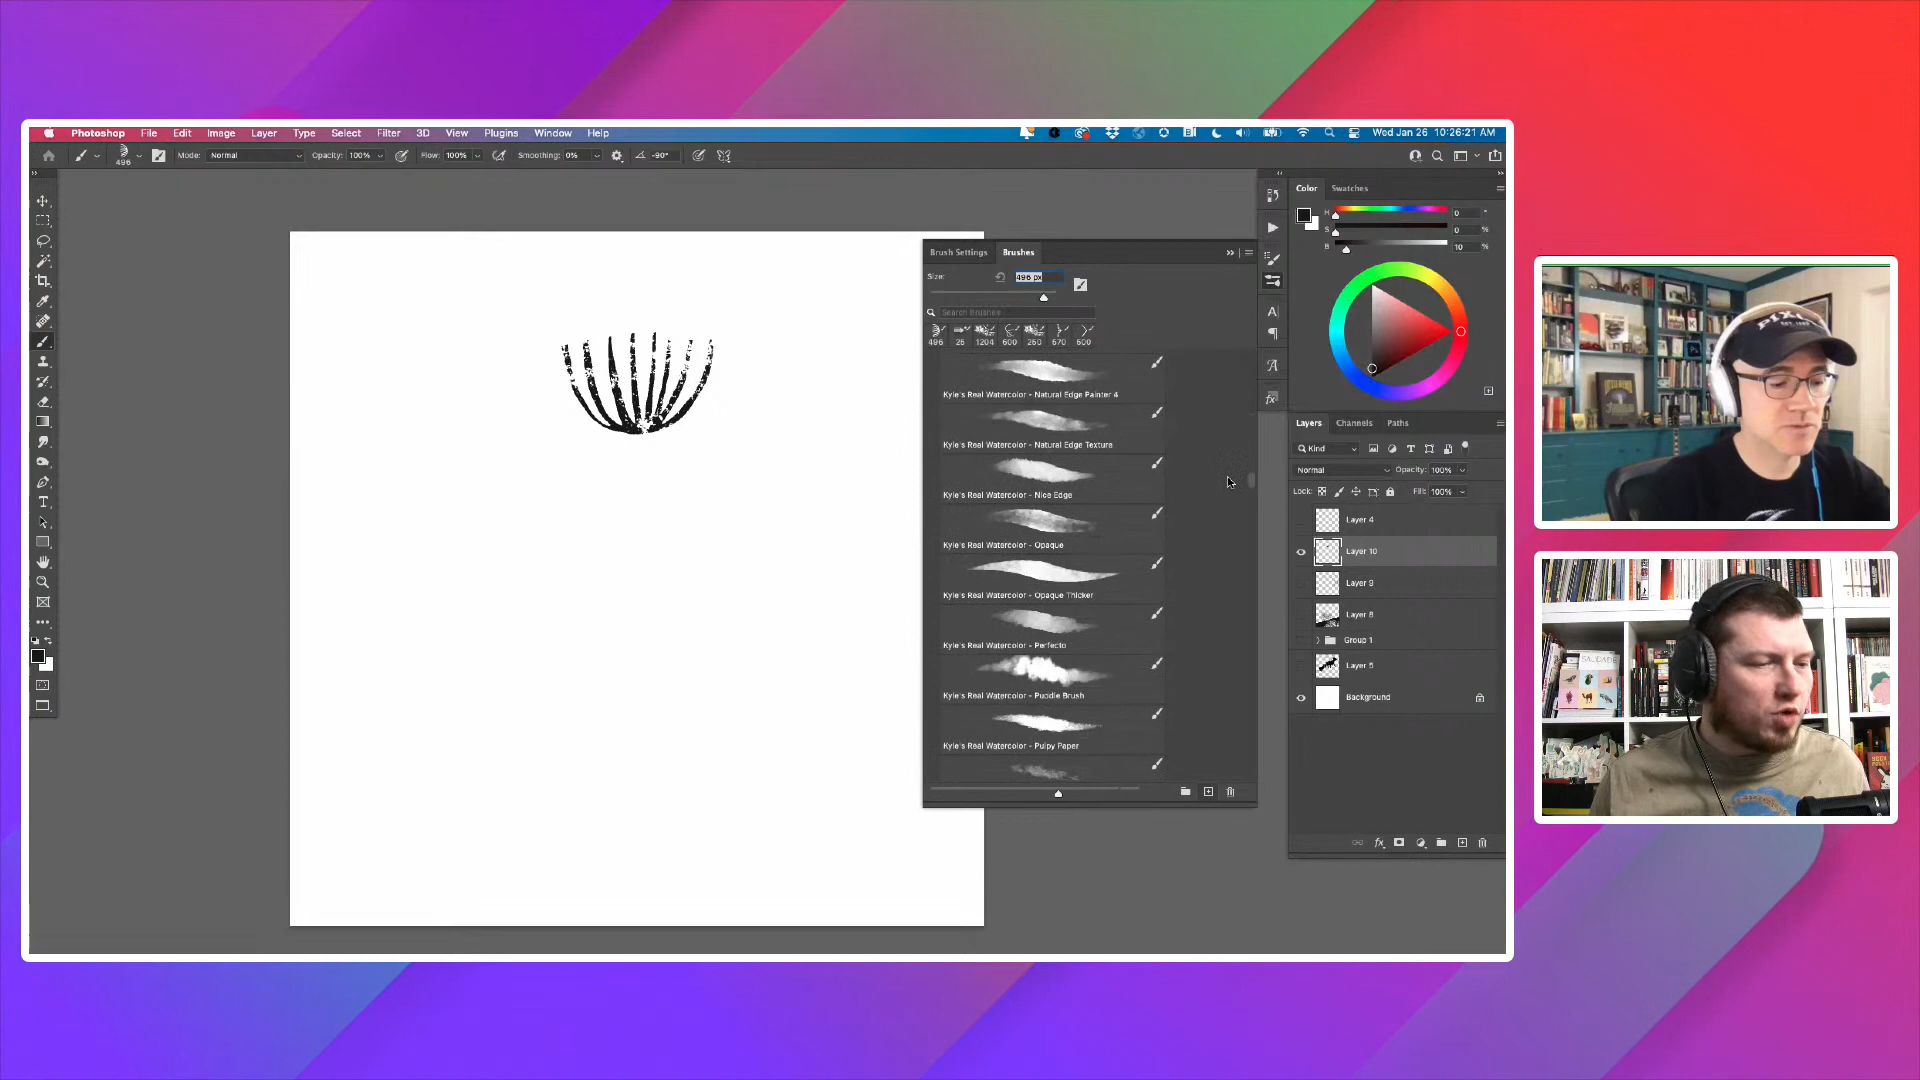 Photoshop File Edit Image Layer Type Select Filter 3D View Plugins Window Help
Wed Jan 26 10:26:21 AM
496
Mode: Normal
Opacity: 100%
Flow: 100%
Smoothing: 0%
-90°
Brush Settings
Brushes
Size:
496 px
Search Brushes
496 25 1204 600 250 570 500
Kyle's Real Watercolor - Natural Edge Painter 4
Kyle's Real Watercolor - Natural Edge Texture
Kyle's Real Watercolor - Nice Edge
Kyle's Real Watercolor - Opaque
Kyle's Real Watercolor - Opaque Thicker
Kyle's Real Watercolor - Perfecto
Kyle's Real Watercolor - Puddle Brush
Kyle's Real Watercolor - Pulpy Paper
Color
Swatches
H 0 °
S 0 %
B 10 %
Layers
Channels
Paths
Kind
Normal
Opacity: 100%
Lock:
Fill: 100%
Layer 4
Layer 10
Layer 9
Layer 8
Group 1
Layer 5
Background
SAUDADE